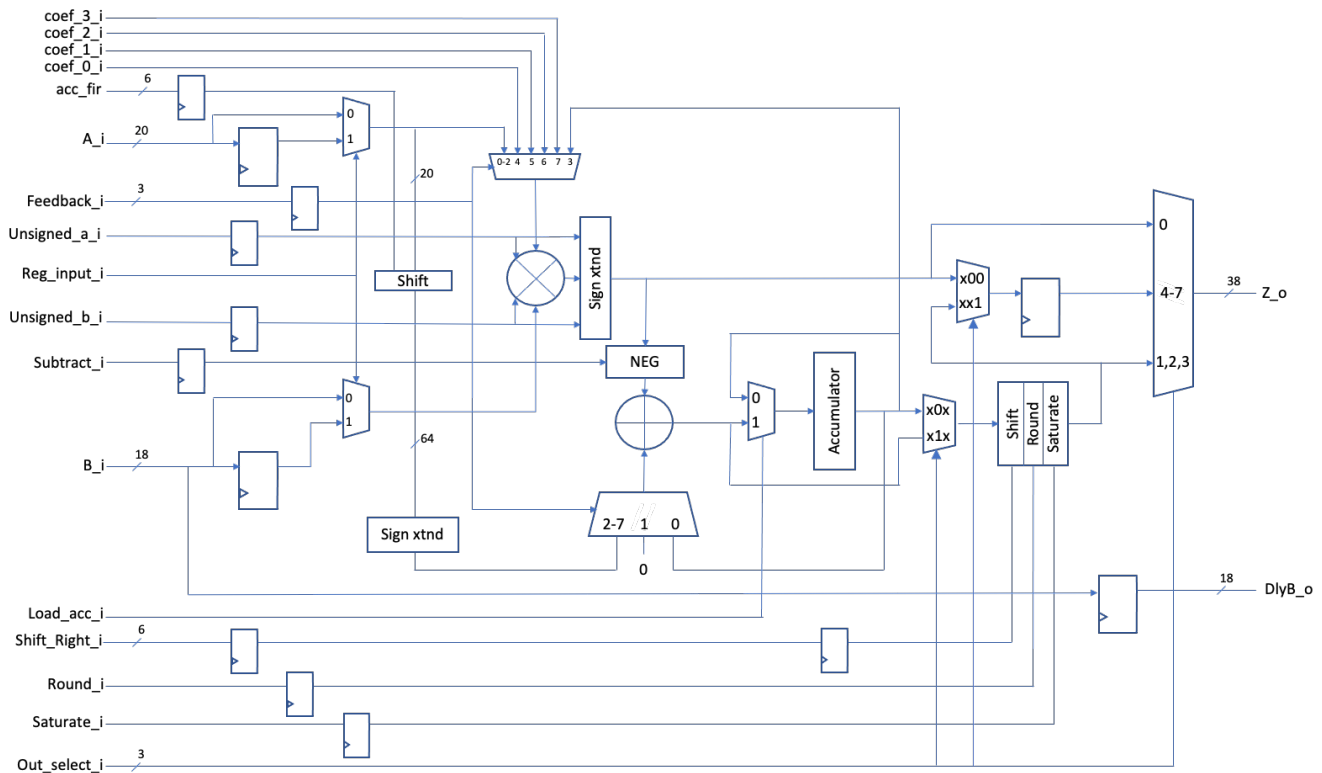 coef_3_i
coef_2_i
coef_1_i
coef_0_i
acc_fir
6
A_i
20
0
1
0-2 4 5 6 7 3
20
Feedback_i
3
Unsigned_a_i
Reg_input_i
Shift
Sign xtnd
0
x00
xx1
4-7
38
Z_o
Unsigned_b_i
Subtract_i
NEG
1,2,3
0
1
0
1
Accumulator
x0x
x1x
Shift
Round
Saturate
64
B_i
18
Sign xtnd
2-7 1 0
0
18
DlyB_o
Load_acc_i
Shift_Right_i
6
Round_i
Saturate_i
Out_select_i
3